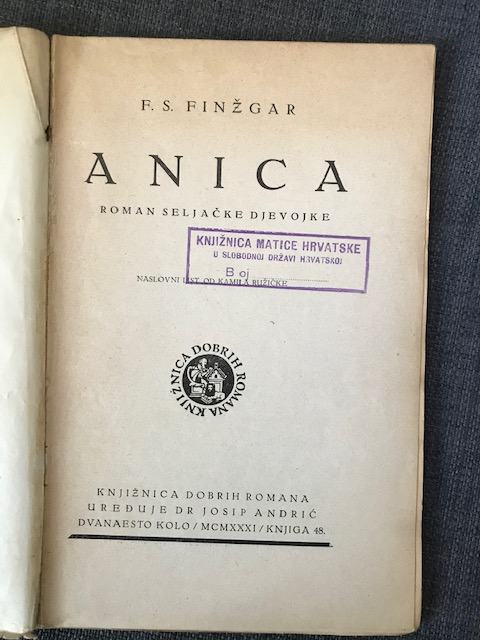 F. S. FINŽGAR
ANICA
ROMAN SELJAČKE DJEVOJKE
KNJIŽNICA MATICE HRVATSKE
U SLOBODNOJ DRŽAVI HRVATSKOJ
B oj
NASLOVNI LIST OD KAMILA RUŽIČKE
KNJIŽNICA DOBRIH ROMANA
KNJIŽNICA DOBRIH ROMANA
UREĐUJE DR JOSIP ANDRIĆ
DVANAESTO KOLO / MCMXXXI / KNJIGA 48.